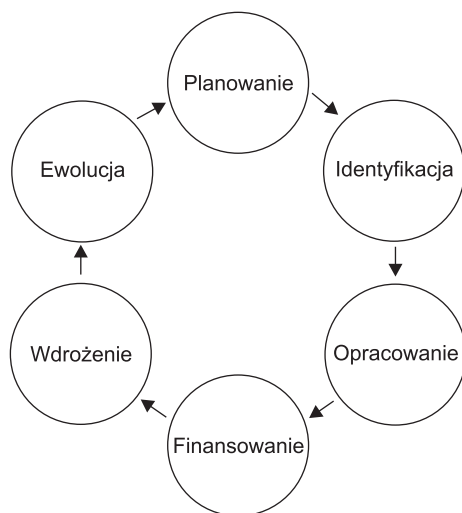 Planowanie
Identyfikacja
Opracowanie
Finansowanie
Wdrożenie
Ewolucja